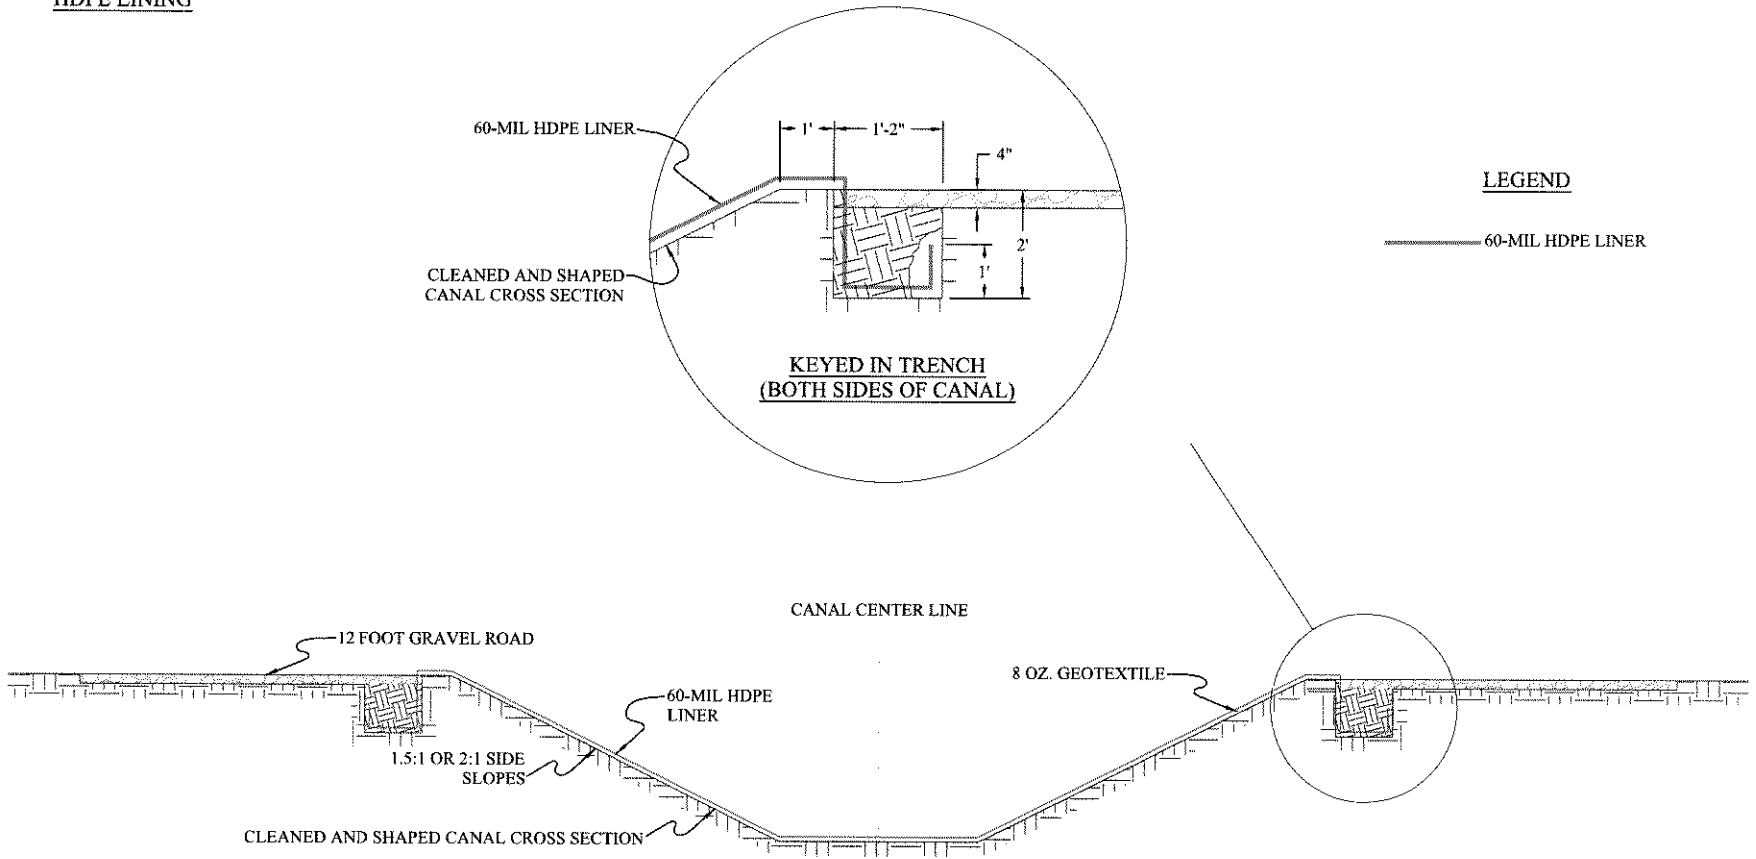 HDPE LINING
60-MIL HDPE LINER
1'
1'-2"
4"
LEGEND
2'
60-MIL HDPE LINER
1'
CLEANED AND SHAPED
CANAL CROSS SECTION
KEYED IN TRENCH
(BOTH SIDES OF CANAL)
CANAL CENTER LINE
12 FOOT GRAVEL ROAD
8 OZ. GEOTEXTILE
60-MIL HDPE
LINER
1.5:1 OR 2:1 SIDE
SLOPES
CLEANED AND SHAPED CANAL CROSS SECTION